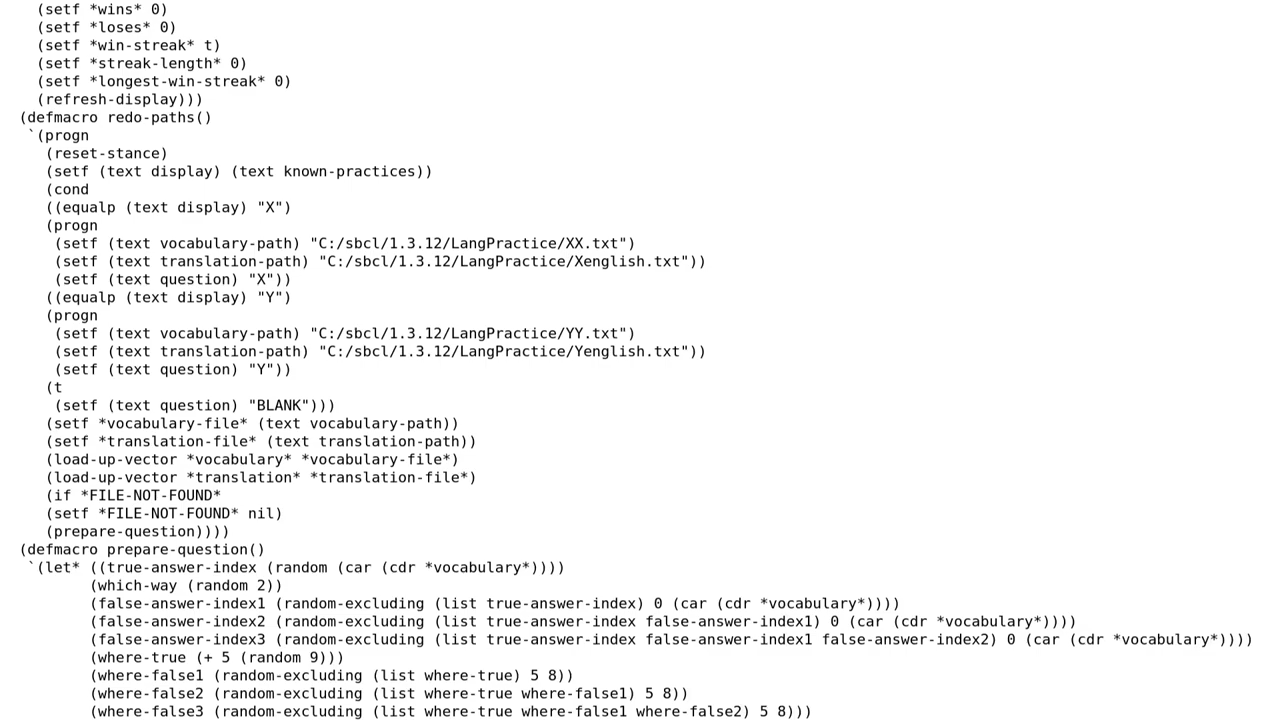 (setf *wins* 0)
(setf *loses* 0)
(setf *win-streak* t)
(setf *streak-length* 0)
(setf *longest-win-streak* 0)
(refresh-display)))
(defmacro redo-paths()
`(progn
(reset-stance)
(setf (text display) (text known-practices))
(cond
((equalp (text display) "X")
(progn
(setf (text vocabulary-path) "C:/sbcl/1.3.12/LangPractice/XX.txt")
(setf (text translation-path) "C:/sbcl/1.3.12/LangPractice/Xenglish.txt"))
(setf (text question) "X"))
((equalp (text display) "Y")
(progn
(setf (text vocabulary-path) "C:/sbcl/1.3.12/LangPractice/YY.txt")
(setf (text translation-path) "C:/sbcl/1.3.12/LangPractice/Yenglish.txt"))
(setf (text question) "Y"))
(t
(setf (text question) "BLANK")))
(setf *vocabulary-file* (text vocabulary-path))
(setf *translation-file* (text translation-path))
(load-up-vector *vocabulary* *vocabulary-file*)
(load-up-vector *translation* *translation-file*)
(if *FILE-NOT-FOUND*
(setf *FILE-NOT-FOUND* nil)
(prepare-question))))
(defmacro prepare-question()
`(let* ((true-answer-index (random (car (cdr *vocabulary*))))
(which-way (random 2))
(false-answer-index1 (random-excluding (list true-answer-index) 0 (car (cdr *vocabulary*))))
(false-answer-index2 (random-excluding (list true-answer-index false-answer-index1) 0 (car (cdr *vocabulary*))))
(false-answer-index3 (random-excluding (list true-answer-index false-answer-index1 false-answer-index2) 0 (car (cdr *vocabulary*))))
(where-true (+ 5 (random 9)))
(where-false1 (random-excluding (list where-true) 5 8))
(where-false2 (random-excluding (list where-true where-false1) 5 8))
(where-false3 (random-excluding (list where-true where-false1 where-false2) 5 8)))